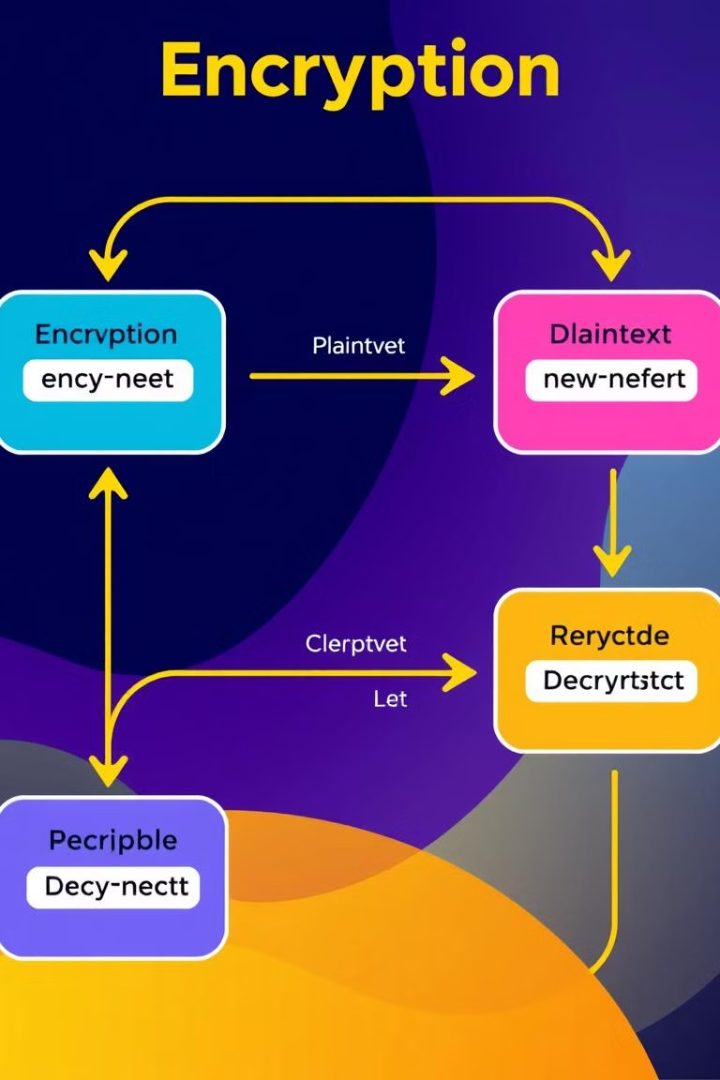 Encryption
Encrvption
ency-neet
Plaintvet
Dlaintext
new-nefert
Clerptvet
Let
Reryctde
Decryrtstct
Pecripble
Decy-nectt